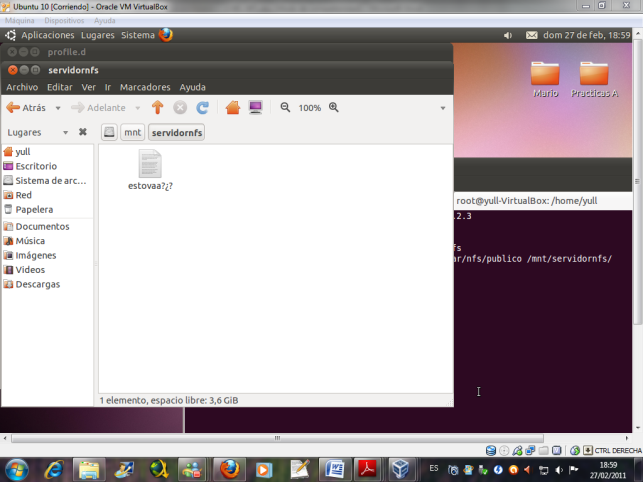 Ubuntu 10 [Corriendo] - Oracle VM VirtualBox
Máquina Dispositivos Ayuda
Aplicaciones Lugares Sistema
dom 27 de feb, 18:59
profile.d
servidornfs
Archivo Editar Ver Ir Marcadores Ayuda
Atrás Adelante 100%
Lugares mnt servidornfs
yull
Escritorio
Sistema de arc...
Red
Papelera
Documentos
Música
Imágenes
Videos
Descargas
estovaa?¿?
1 elemento, espacio libre: 3,6 GiB
Mario
Practicas A
root@yull-VirtualBox: /home/yull
.2.3
fs
ar/nfs/publico /mnt/servidornfs/
CTRL DERECHA
ES
18:59
27/02/2011